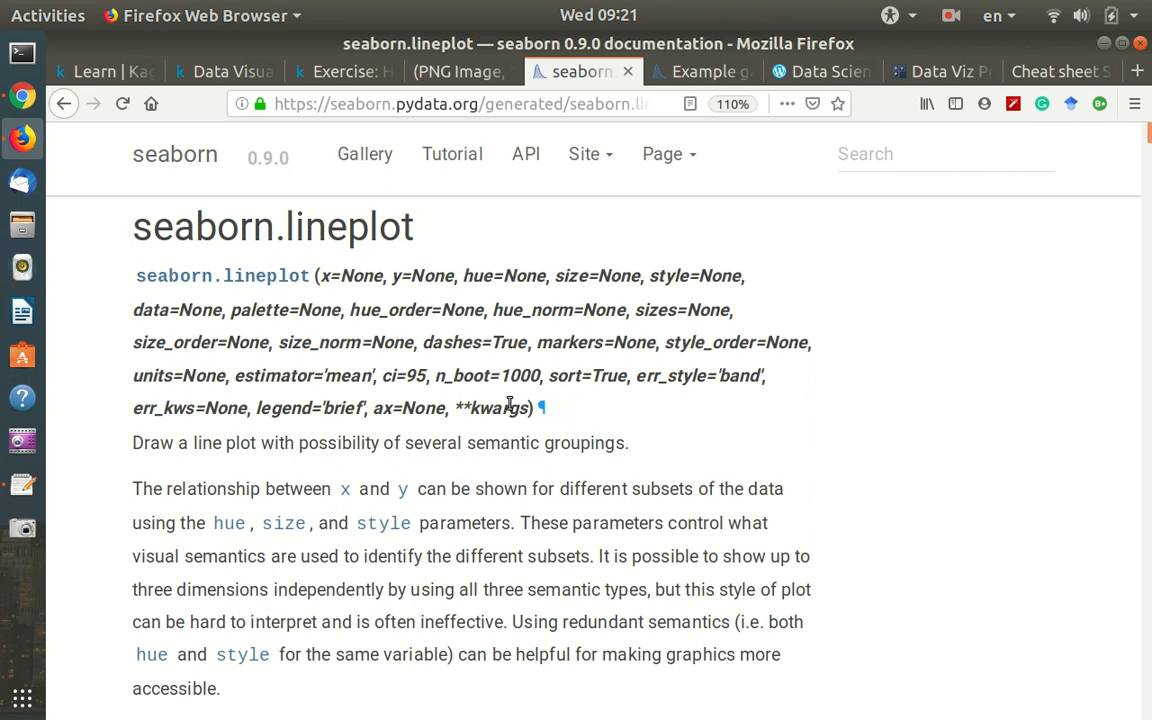 Activities Firefox Web Browser Wed 09:21 en
seaborn.lineplot — seaborn 0.9.0 documentation - Mozilla Firefox
Learn | Ka Data Visua Exercise: H (PNG Image, seaborn. Example g Data Scien Data Viz P Cheat sheet S
https://seaborn.pydata.org/generated/seaborn.li 110%
seaborn 0.9.0 Gallery Tutorial API Site Page Search
seaborn.lineplot
seaborn.lineplot(x=None, y=None, hue=None, size=None, style=None,
data=None, palette=None, hue_order=None, hue_norm=None, sizes=None,
size_order=None, size_norm=None, dashes=True, markers=None, style_order=None,
units=None, estimator='mean', ci=95, n_boot=1000, sort=True, err_style='band',
err_kws=None, legend='brief', ax=None, **kwargs)¶
Draw a line plot with possibility of several semantic groupings.
The relationship between x and y can be shown for different subsets of the data
using the hue, size, and style parameters. These parameters control what
visual semantics are used to identify the different subsets. It is possible to show up to
three dimensions independently by using all three semantic types, but this style of plot
can be hard to interpret and is often ineffective. Using redundant semantics (i.e. both
hue and style for the same variable) can be helpful for making graphics more
accessible.